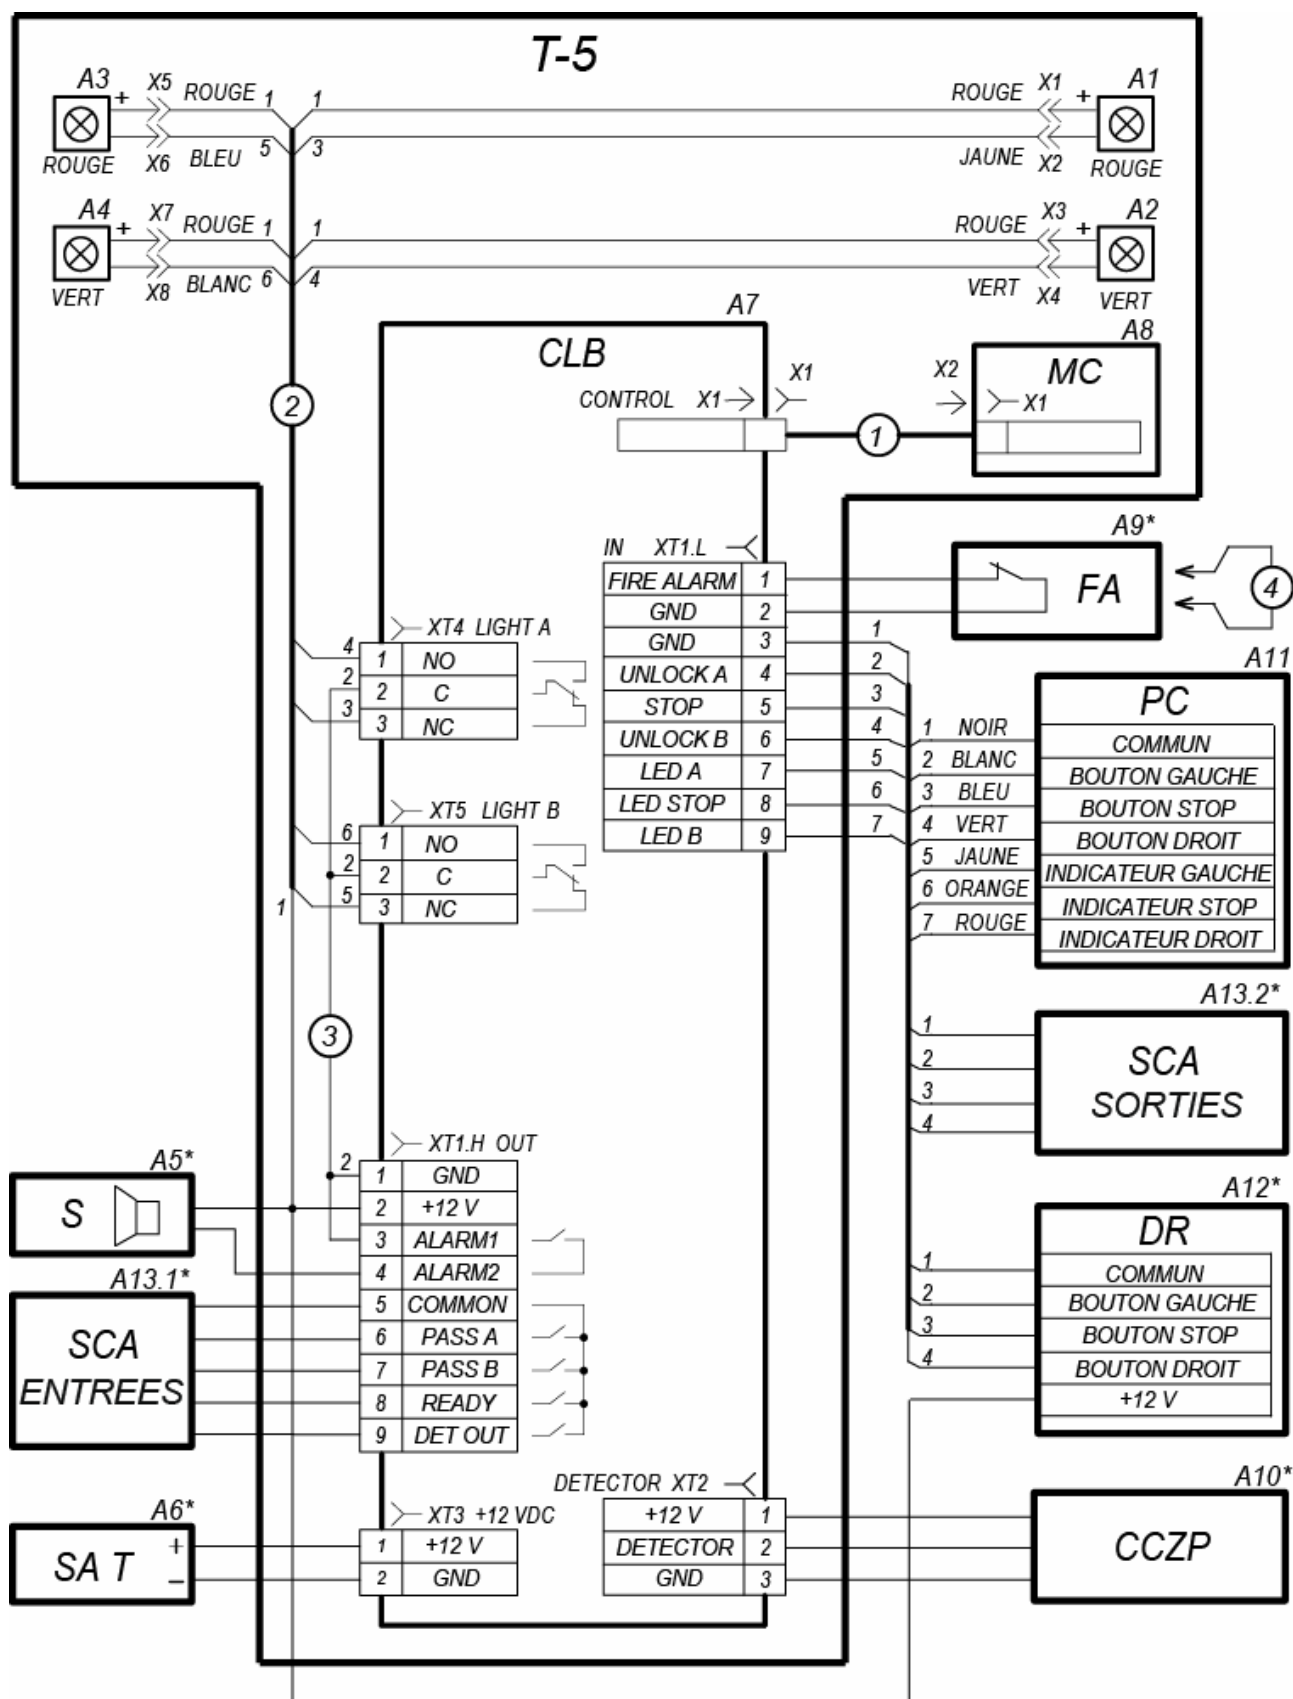 T-5
A3 X5 ROUGE 1 1 ROUGE X1 A1
+ +
ROUGE X6 BLEU 5 3 JAUNE X2 ROUGE
A4 X7 ROUGE 1 1 ROUGE X3 A2
+ +
VERT X8 BLANC 6 4 VERT X4 VERT
A7
A8
CLB
X1
X2
MC
CONTROL X1
X1
2
1
A9*
IN XT1.L
FIRE ALARM 1
GND 2
GND 3
UNLOCK A 4
STOP 5
UNLOCK B 6
LED A 7
LED STOP 8
LED B 9
FA
4
1
2
3
4
5
6
7
XT4 LIGHT A
4 1 NO
2 2 C
3 3 NC
XT5 LIGHT B
6 1 NO
2 2 C
5 3 NC
1
3
A11
PC
1 NOIR COMMUN
2 BLANC BOUTON GAUCHE
3 BLEU BOUTON STOP
4 VERT BOUTON DROIT
5 JAUNE INDICATEUR GAUCHE
6 ORANGE INDICATEUR STOP
7 ROUGE INDICATEUR DROIT
A13.2*
SCA
SORTIES
1
2
3
4
A5*
S
XT1.H OUT
2 1 GND
2 +12 V
3 ALARM1
4 ALARM2
5 COMMON
6 PASS A
7 PASS B
8 READY
9 DET OUT
A13.1*
SCA
ENTREES
A12*
DR
1 COMMUN
2 BOUTON GAUCHE
3 BOUTON STOP
4 BOUTON DROIT
+12 V
A6*
SA T + −
XT3 +12 VDC
1 +12 V
2 GND
DETECTOR XT2
+12 V 1
DETECTOR 2
GND 3
A10*
CCZP